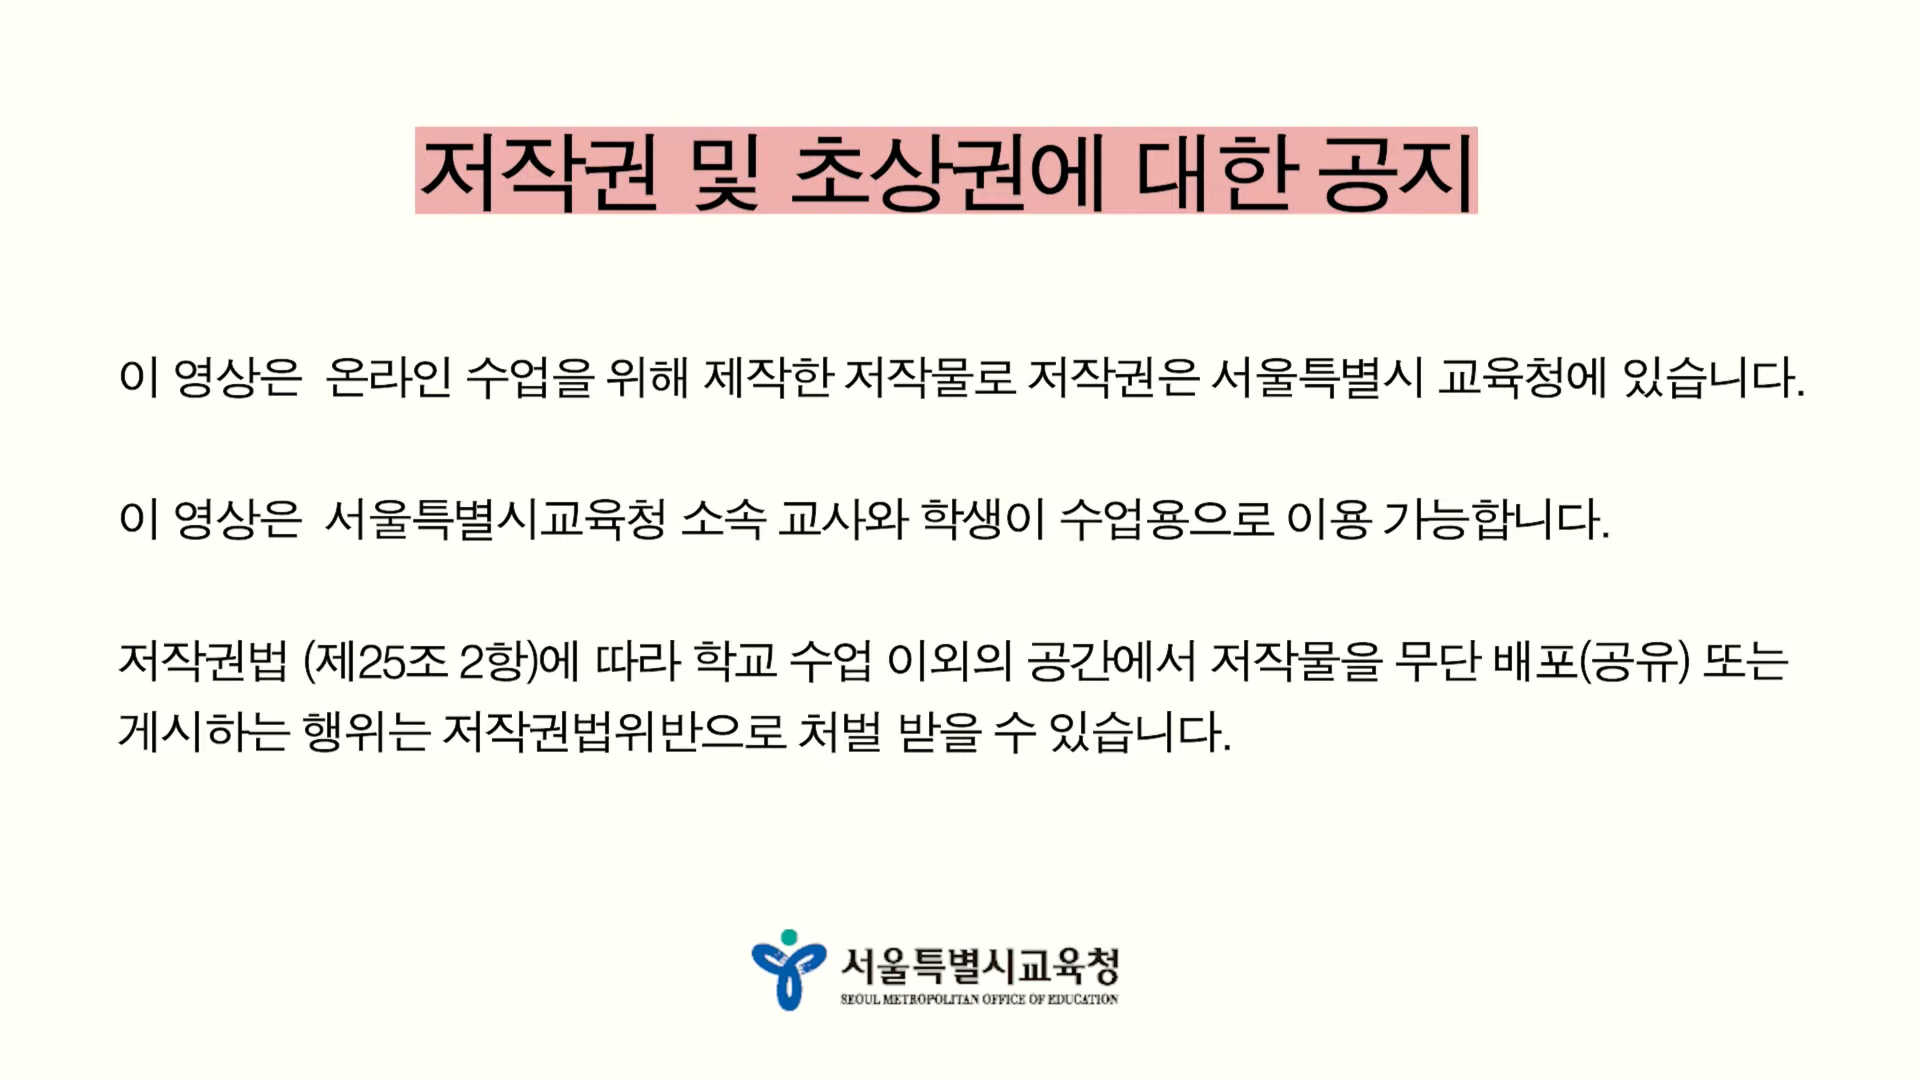 저작권 및 초상권에 대한 공지
이 영상은 온라인 수업을 위해 제작한 저작물로 저작권은 서울특별시 교육청에 있습니다.
이 영상은 서울특별시교육청 소속 교사와 학생이 수업용으로 이용 가능합니다.
저작권법 (제25조 2항)에 따라 학교 수업 이외의 공간에서 저작물을 무단 배포(공유) 또는
게시하는 행위는 저작권법위반으로 처벌 받을 수 있습니다.
서울특별시교육청
SEOUL METROPOLITAN OFFICE OF EDUCATION